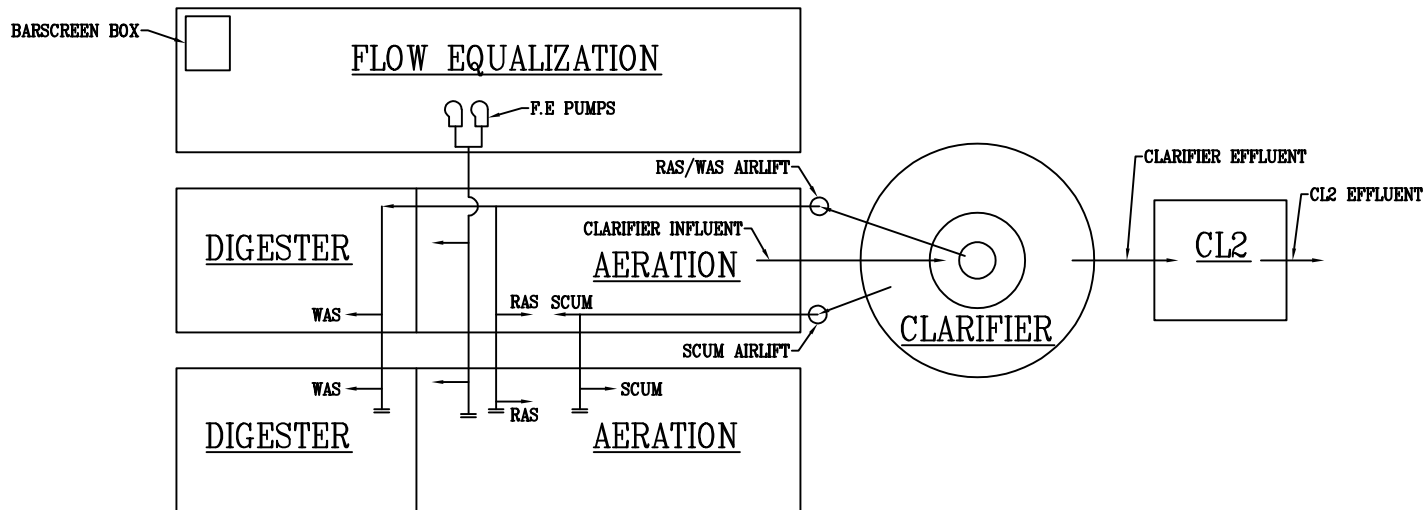 BARSCREEN BOX
FLOW EQUALIZATION
F.E PUMPS
RAS/WAS AIRLIFT
CLARIFIER EFFLUENT
CL2 EFFLUENT
DIGESTER
CLARIFIER INFLUENT
AERATION
CL2
WAS
RAS
SCUM
CLARIFIER
SCUM AIRLIFT
WAS
SCUM
RAS
DIGESTER
AERATION